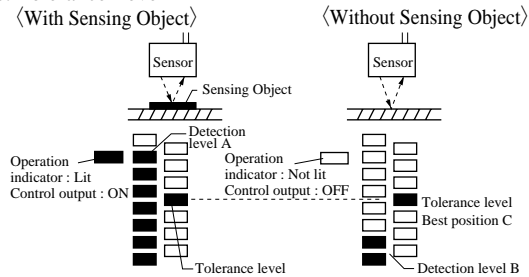 〈With Sensing Object〉
Sensor
Sensing Object
Detection
level A
Operation
indicator : Lit
Control output : ON
Tolerance level
〈Without Sensing Object〉
Sensor
Operation
indicator : Not lit
Control output : OFF
Tolerance level
Best position C
Detection level B